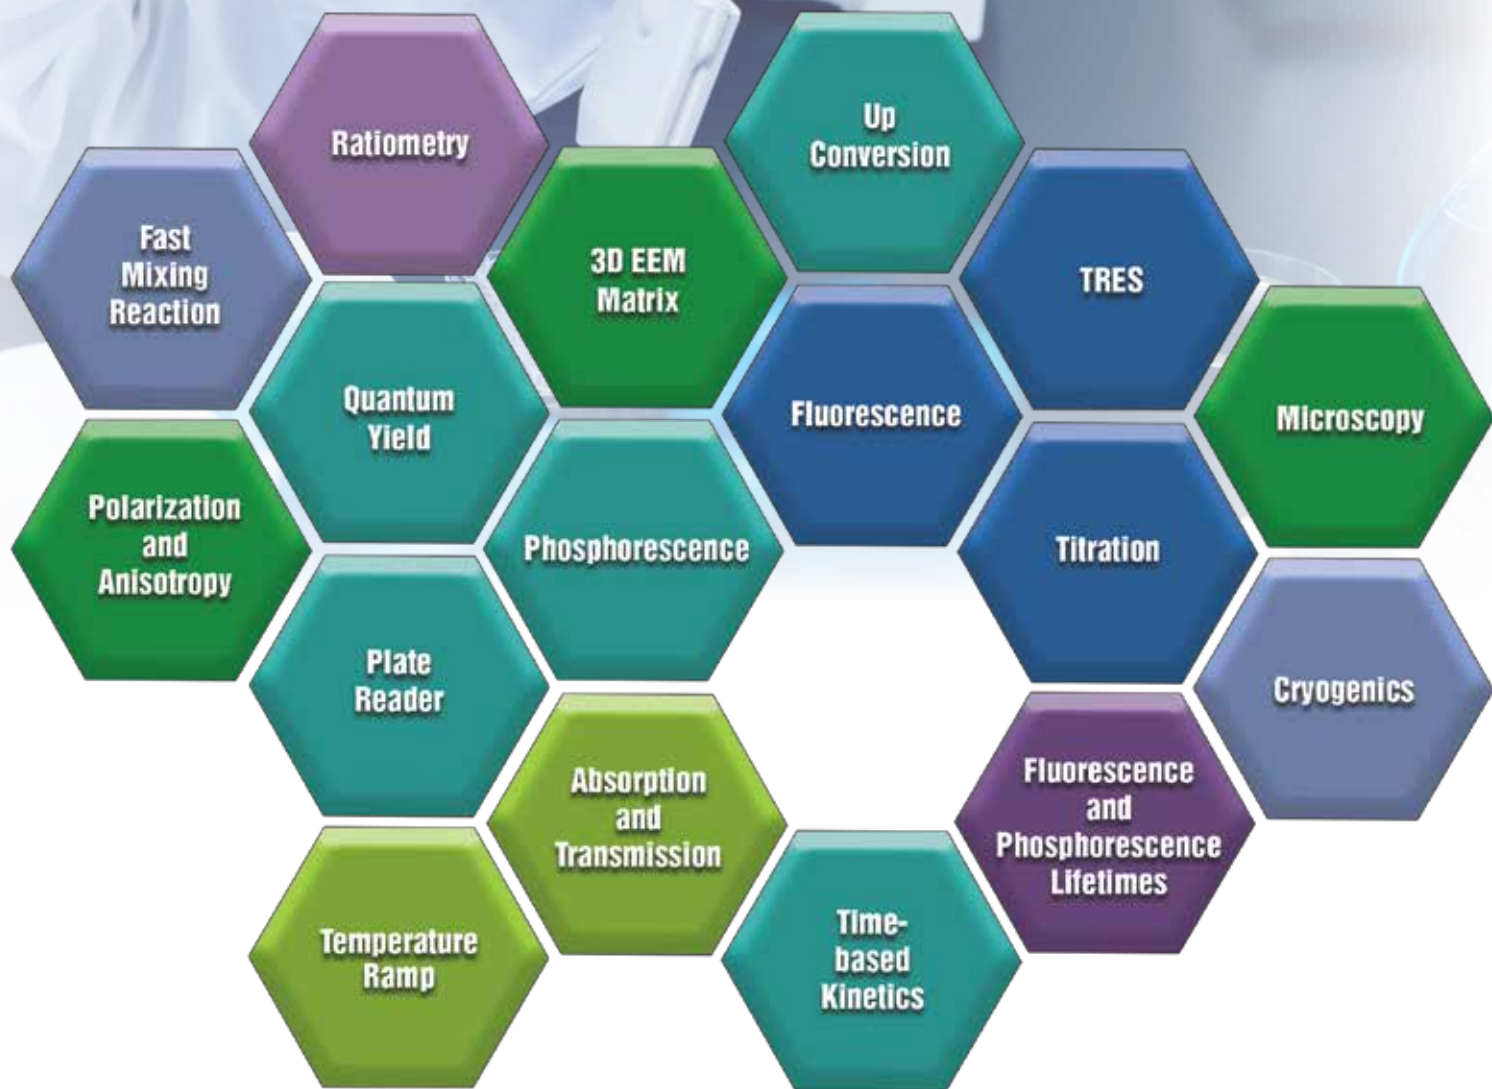 Ratiometry
Up
Conversion
Fast
Mixing
Reaction
3D EEM
Matrix
TRES
Quantum
Yield
Fluorescence
Microscopy
Polarization
and
Anisotropy
Phosphorescence
Titration
Plate
Reader
Cryogenics
Absorption
and
Transmission
Fluorescence
and
Phosphorescence
Lifetimes
Temperature
Ramp
Time-
based
Kinetics